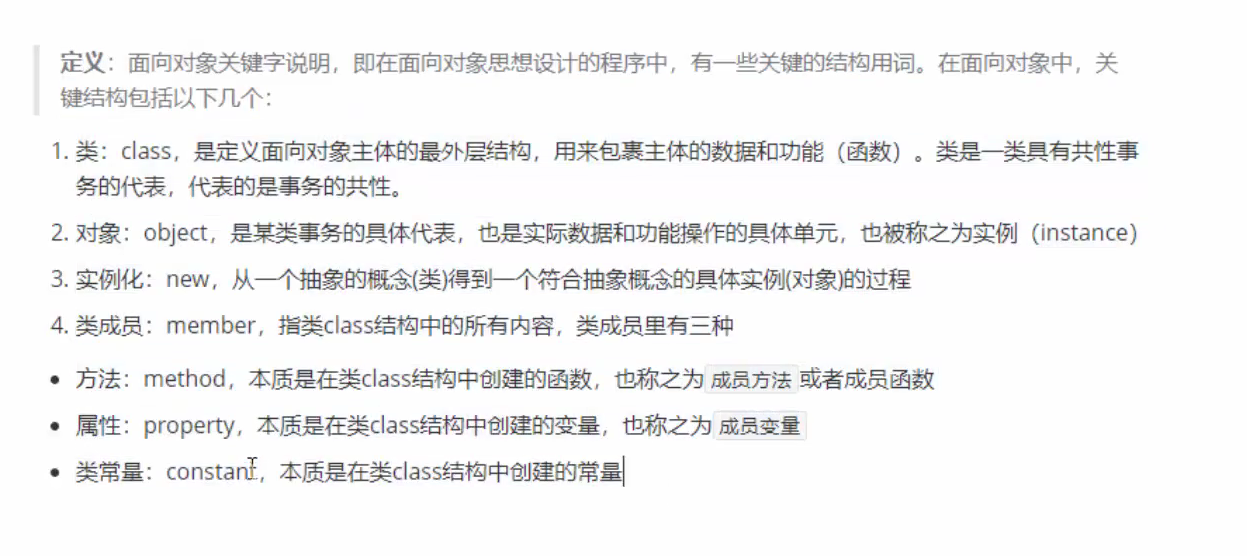 定义：面向对象关键字说明，即在面向对象思想设计的程序中，有一些关键的结构用词。在面向对象中，关
键结构包括以下几个：
1. 类：class，是定义面向对象主体的最外层结构，用来包裹主体的数据和功能（函数）。类是一类具有共性事
务的代表，代表的是事务的共性。
2. 对象：object，是某类事务的具体代表，也是实际数据和功能操作的具体单元，也被称之为实例（instance）
3. 实例化：new，从一个抽象的概念(类)得到一个符合抽象概念的具体实例(对象)的过程
4. 类成员：member，指类class结构中的所有内容，类成员里有三种
• 方法：method，本质是在类class结构中创建的函数，也称之为成员方法或者成员函数
• 属性：property，本质是在类class结构中创建的变量，也称之为成员变量
• 类常量：constant，本质是在类class结构中创建的常量